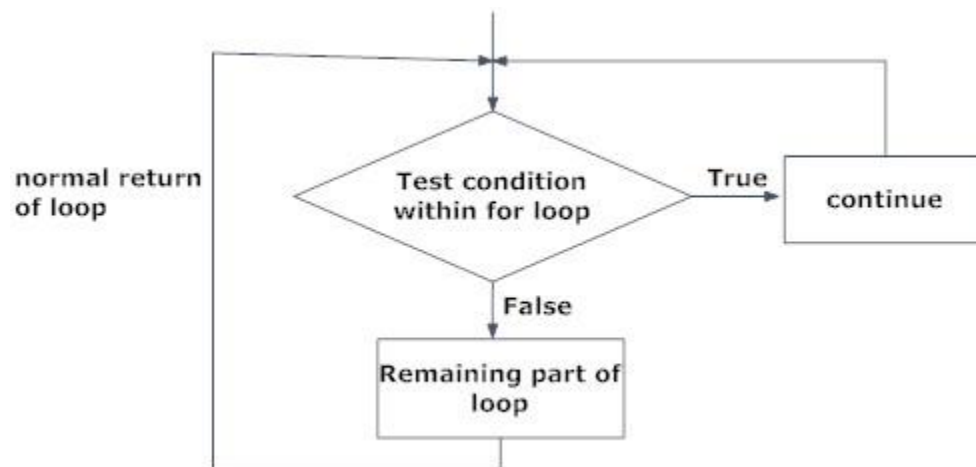 normal return
of loop
Test condition
within for loop
True
continue
False
Remaining part of
loop